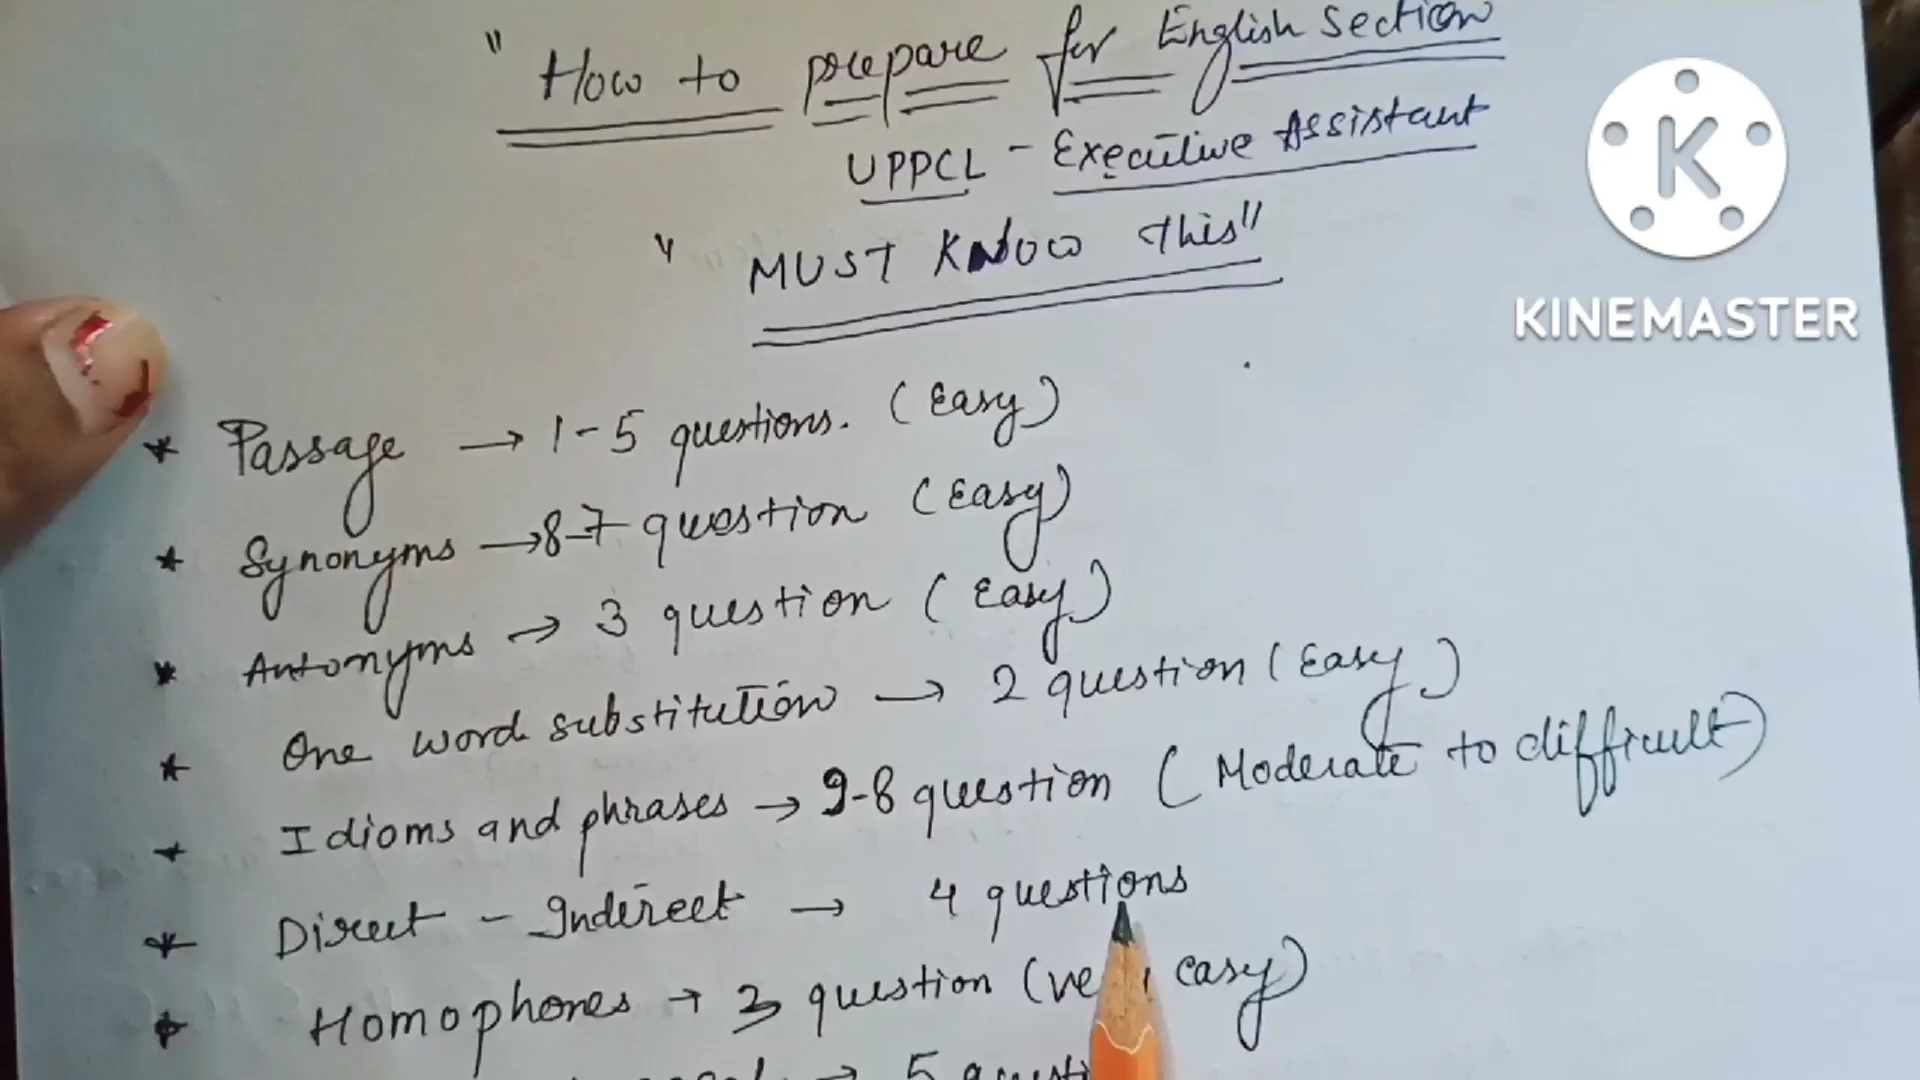 "How to prepare for English section
UPPCL - Executive Assistant
" MUST KNOW this"
KINEMASTER
* Passage → 1-5 questions. (Easy)
* Synonyms → 8-7 question (Easy)
* Antonyms → 3 question (Easy)
* One word substitution → 2 question (Easy)
* Idioms and phrases → 9-8 question (Moderate to difficult)
* Direct - Indirect → 4 questions
* Homophones → 3 question ( easy)
→ 5